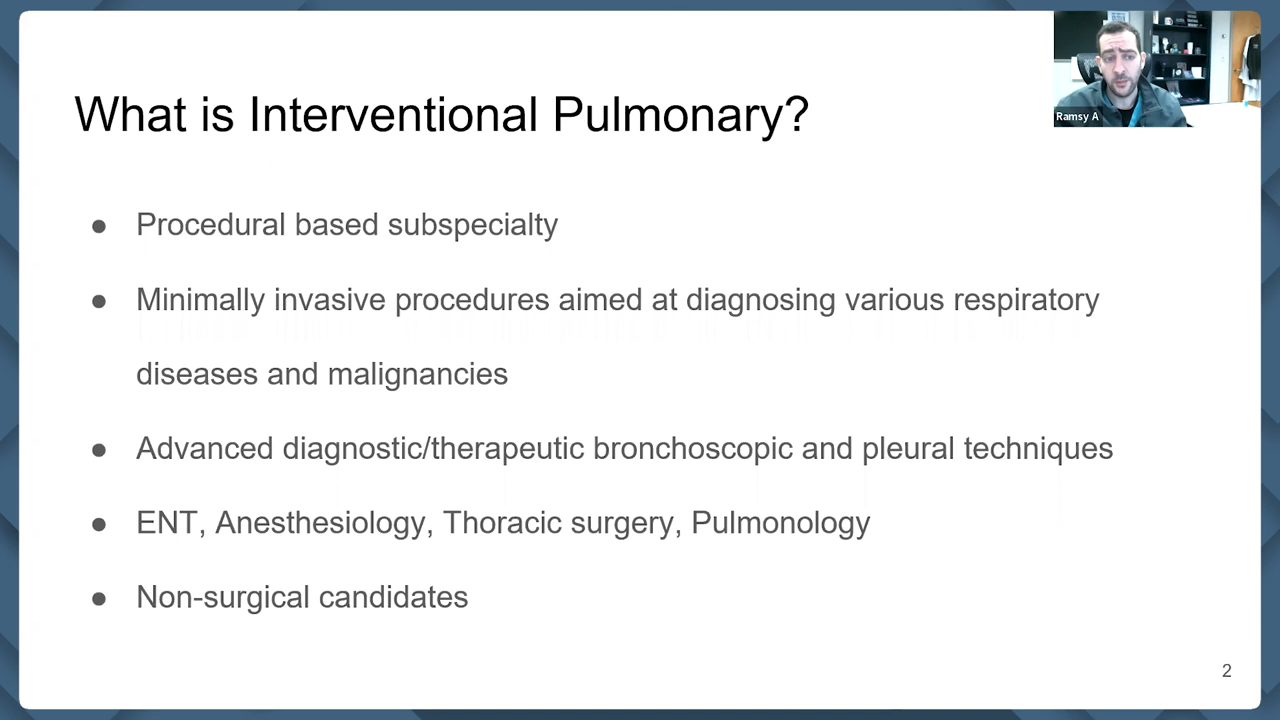 What is Interventional Pulmonary?
Ramsy A
● Procedural based subspecialty
● Minimally invasive procedures aimed at diagnosing various respiratory
diseases and malignancies
● Advanced diagnostic/therapeutic bronchoscopic and pleural techniques
● ENT, Anesthesiology, Thoracic surgery, Pulmonology
● Non-surgical candidates
2